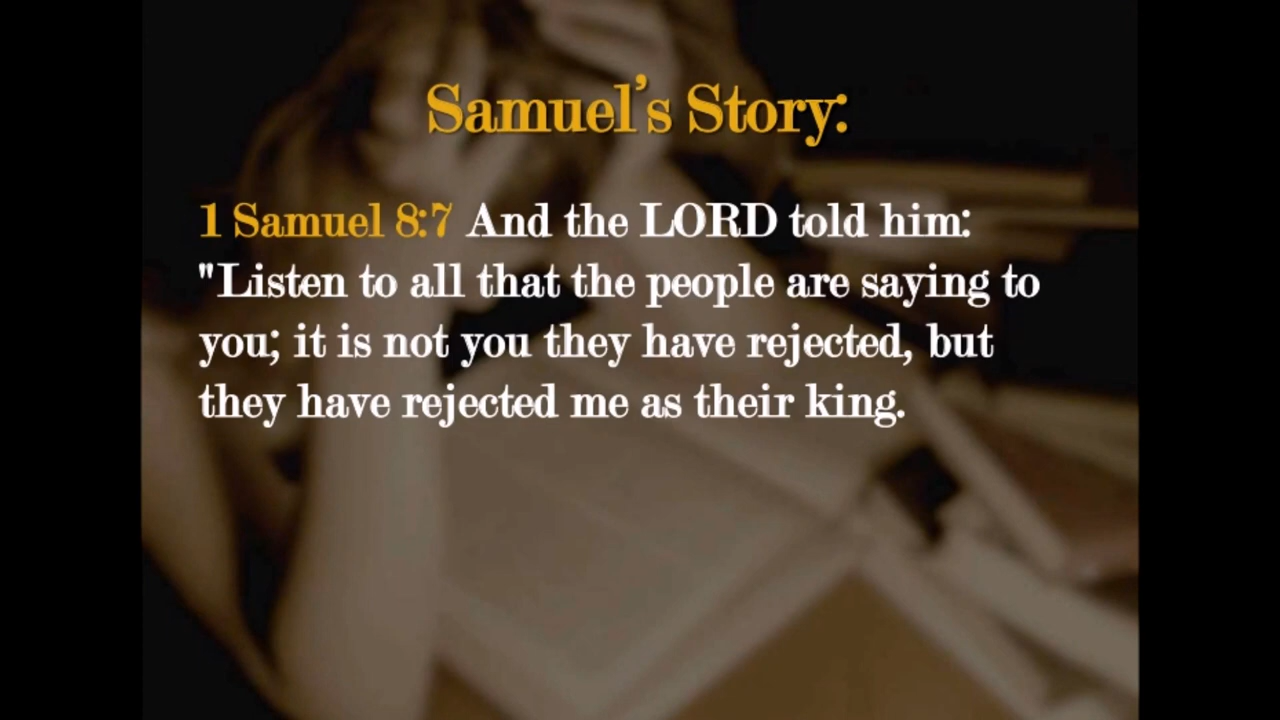 Samuel's Story:
1 Samuel 8:7 And the LORD told him:
"Listen to all that the people are saying to
you; it is not you they have rejected, but
they have rejected me as their king.